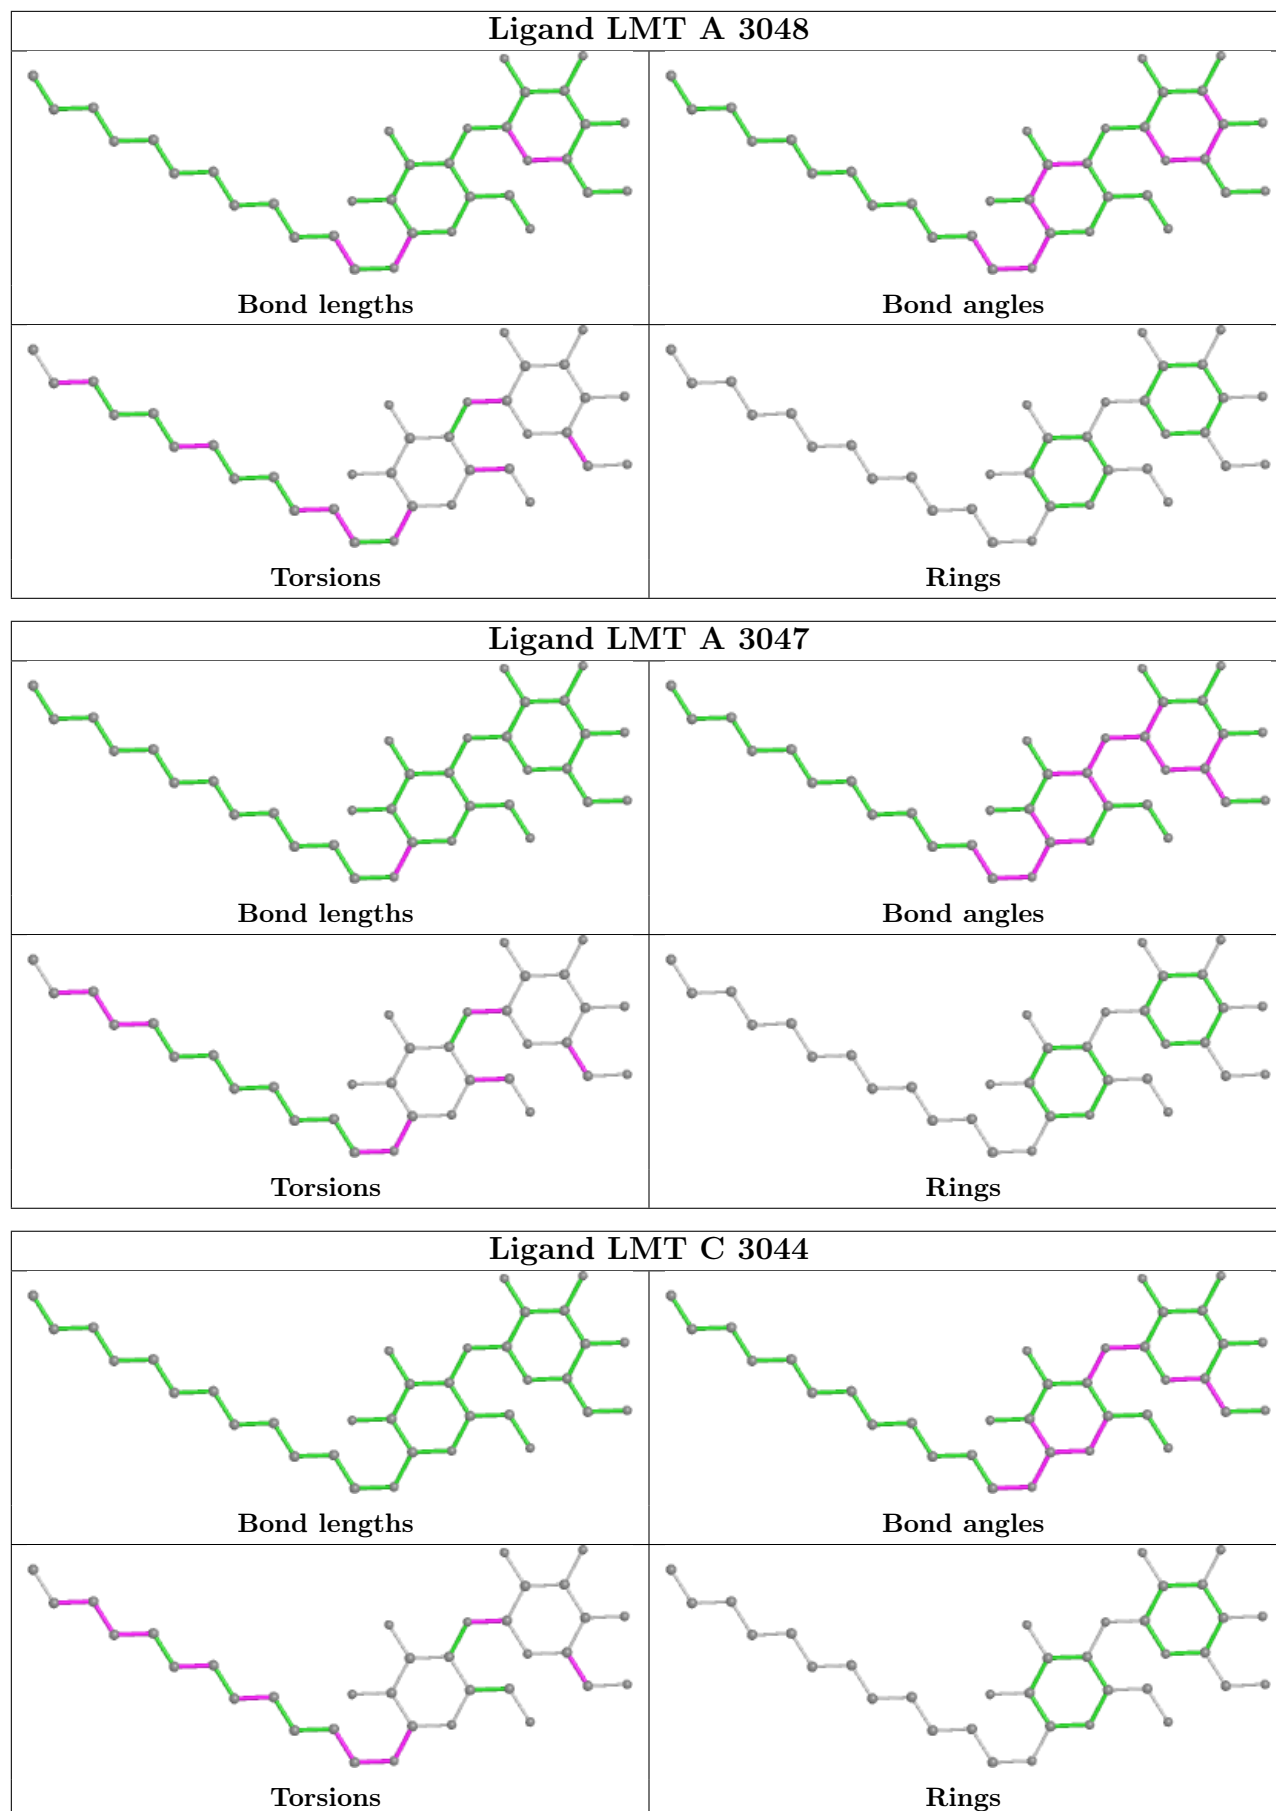 Ligand LMT A 3048
Bond lengths
Bond angles
Torsions
Rings
Ligand LMT A 3047
Bond lengths
Bond angles
Torsions
Rings
Ligand LMT C 3044
Bond lengths
Bond angles
Torsions
Rings